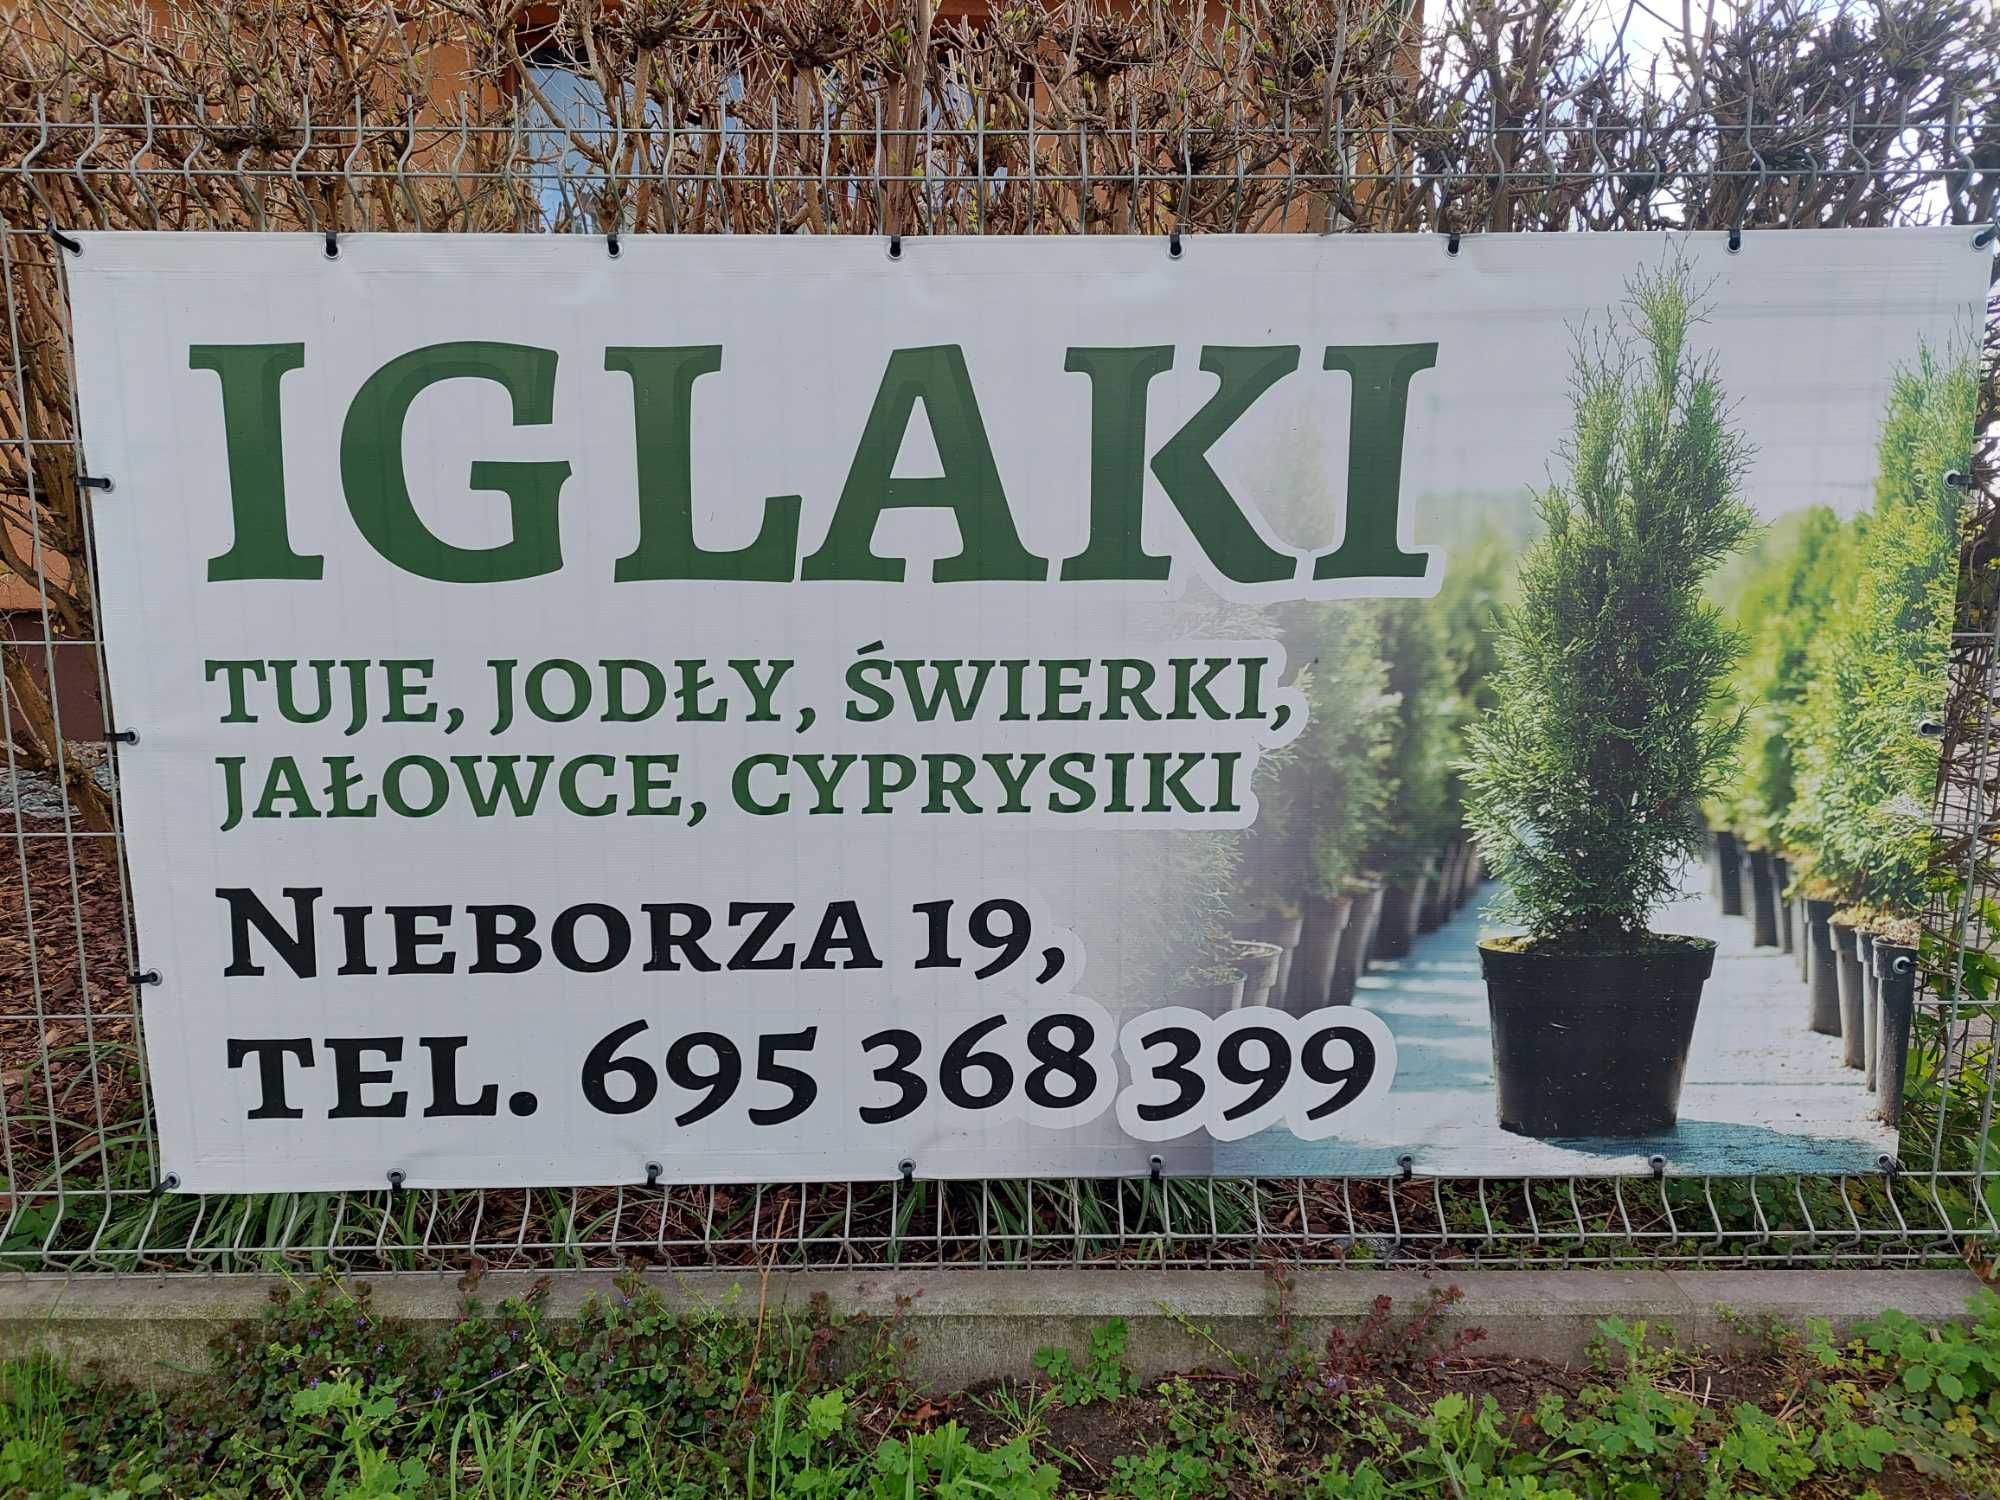 IGLAKI
TUJE, JODŁY, ŚWIERKI,
JAŁOWCE, CYPRYSIKI
NIEBORZA 19,
TEL. 695 368 399